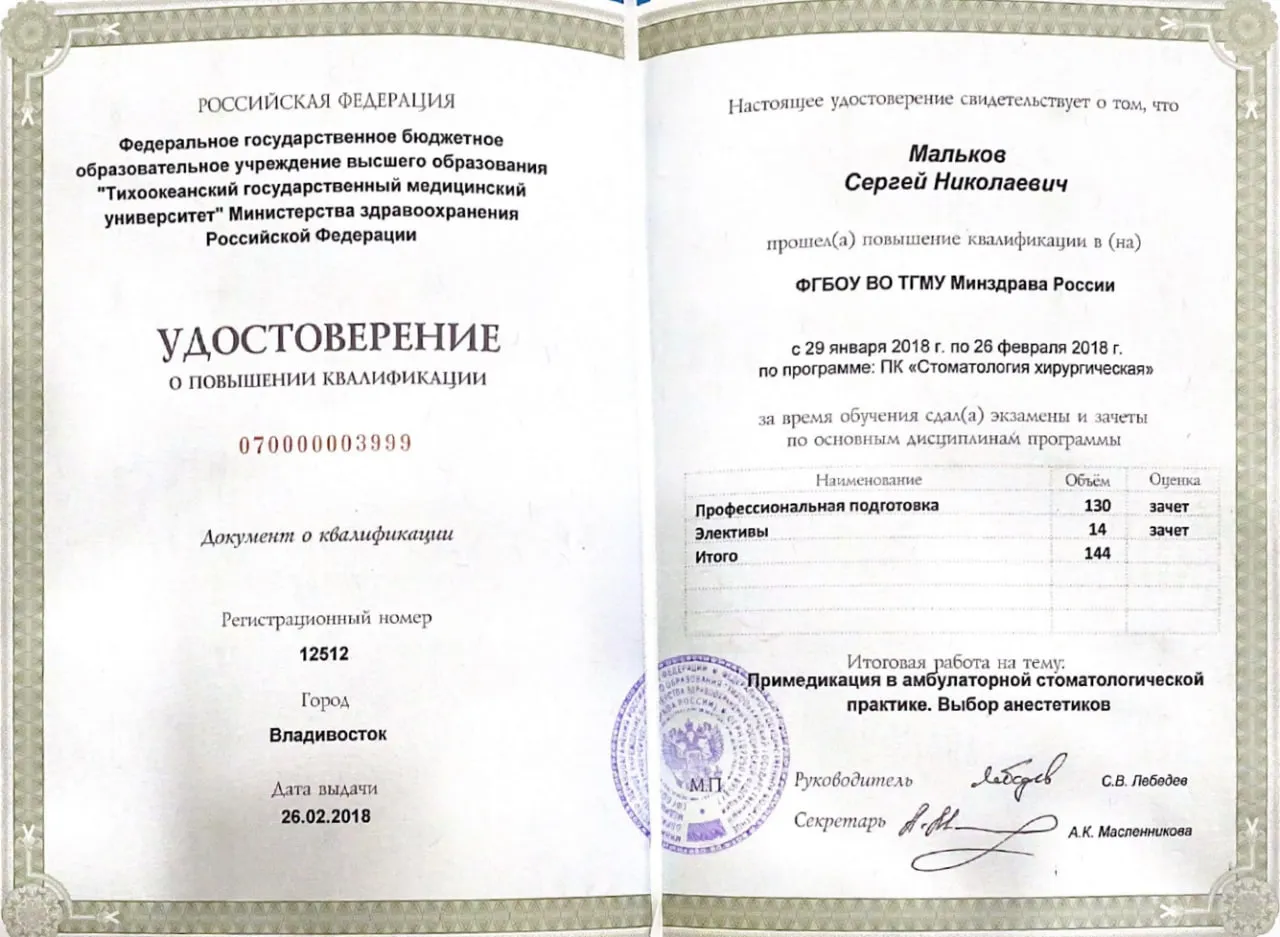 РОССИЙСКАЯ ФЕДЕРАЦИЯ
Федеральное государственное бюджетное
образовательное учреждение высшего образования
"Тихоокеанский государственный медицинский
университет" Министерства здравоохранения
Российской Федерации
УДОСТОВЕРЕНИЕ
О ПОВЫШЕНИИ КВАЛИФИКАЦИИ
070000003999
Документ о квалификации
Регистрационный номер
12512
Город
Владивосток
Дата выдачи
26.02.2018
Настоящее удостоверение свидетельствует о том, что
Мальков
Сергей Николаевич
прошел(а) повышение квалификации в (на)
ФГБОУ ВО ТГМУ Минздрава России
с 29 января 2018 г. по 26 февраля 2018 г.
по программе: ПК «Стоматология хирургическая»
за время обучения сдал(а) экзамены и зачеты
по основным дисциплинам программы
Наименование Объём Оценка
Профессиональная подготовка 130 зачет
Элективы 14 зачет
Итого 144
Итоговая работа на тему:
Примедикация в амбулаторной стоматологической
практике. Выбор анестетиков
М.П.
Руководитель С.В. Лебедев
Секретарь А.К. Масленникова